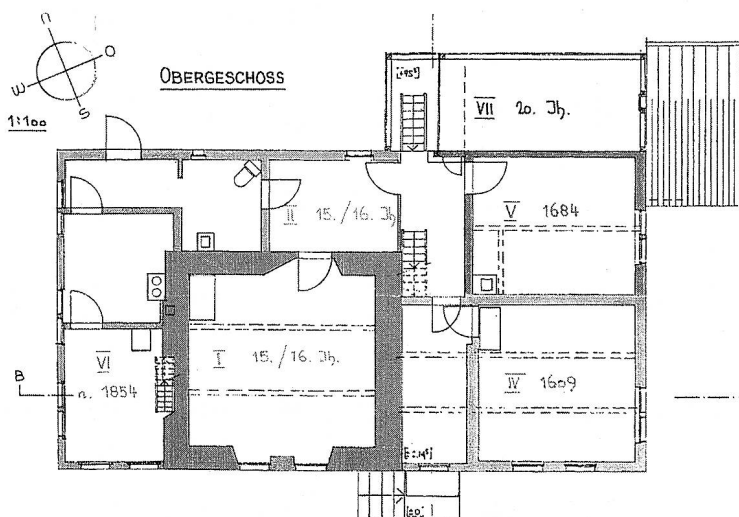 N
O
W
S
OBERGESCHOSS
1:100
VII 20. Jh.
II 15./16. Jh
V 1684
I 15./16. Jh.
VI
n. 1854
IV 1609
B